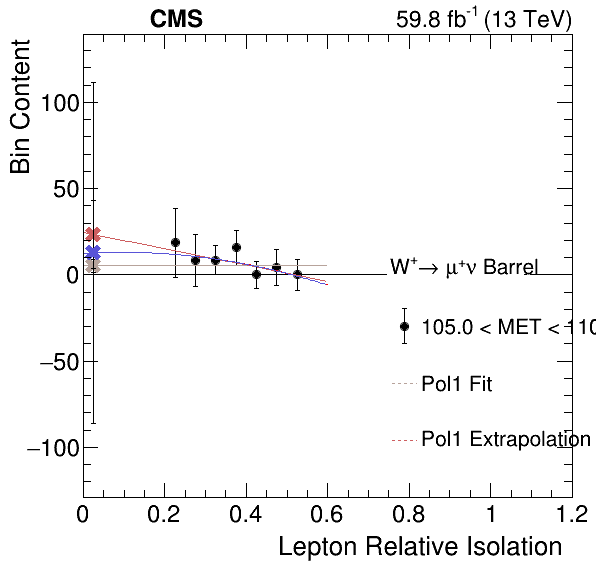 CMS 59.8 fb⁻¹ (13 TeV)
Bin Content
100
50
0
−50
−100
W⁺→ μ⁺ν Barrel
105.0 < MET < 110
Pol1 Fit
Pol1 Extrapolation
0 0.2 0.4 0.6 0.8 1 1.2
Lepton Relative Isolation